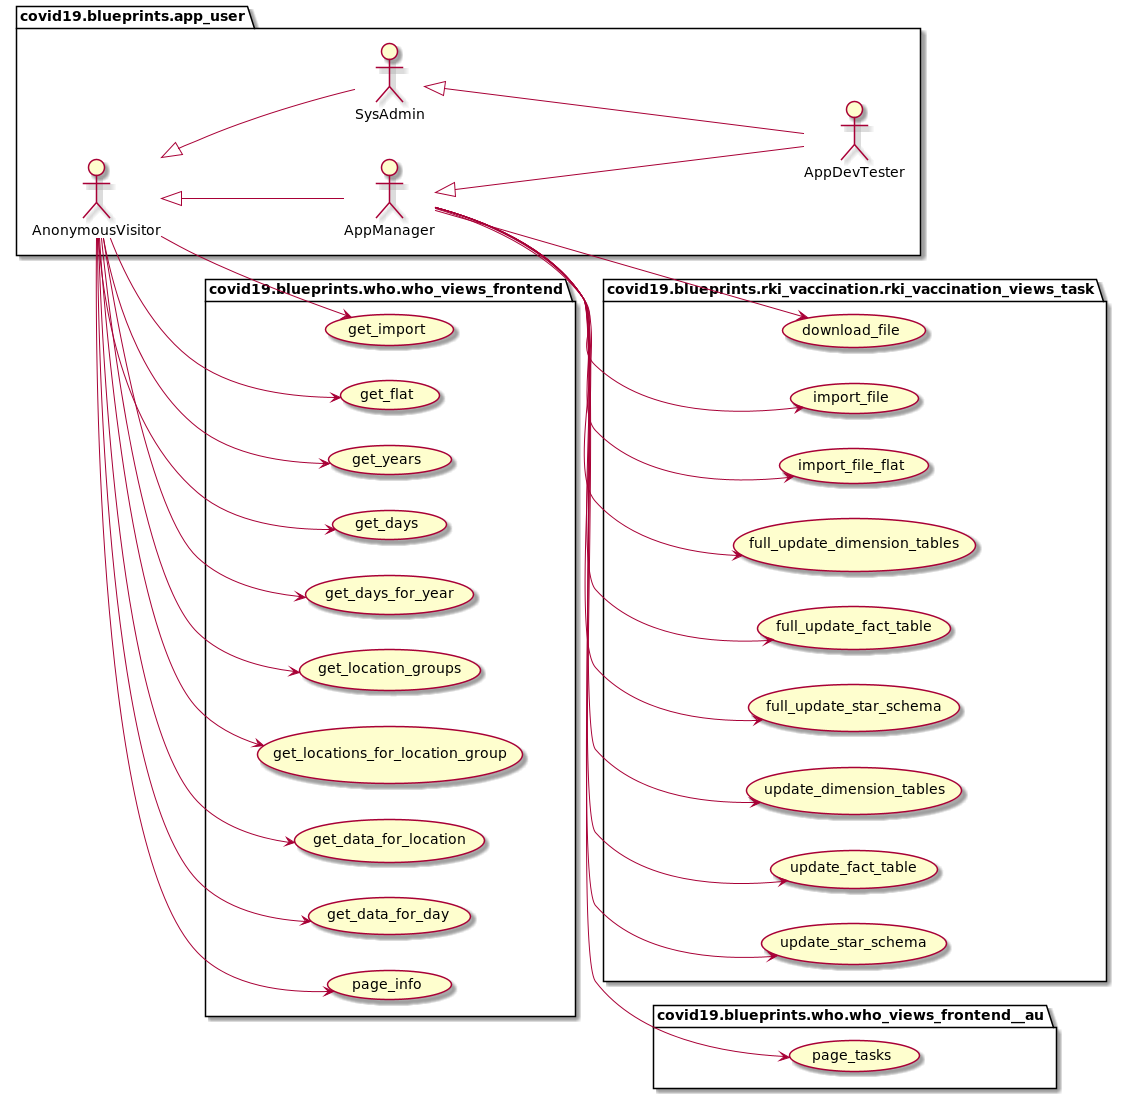 covid19.blueprints.app_user
SysAdmin
AppDevTester
AnonymousVisitor
AppManager
covid19.blueprints.who.who_views_frontend
get_import
get_flat
get_years
get_days
get_days_for_year
get_location_groups
get_locations_for_location_group
get_data_for_location
get_data_for_day
page_info
covid19.blueprints.rki_vaccination.rki_vaccination_views_task
download_file
import_file
import_file_flat
full_update_dimension_tables
full_update_fact_table
full_update_star_schema
update_dimension_tables
update_fact_table
update_star_schema
covid19.blueprints.who.who_views_frontend__au
page_tasks